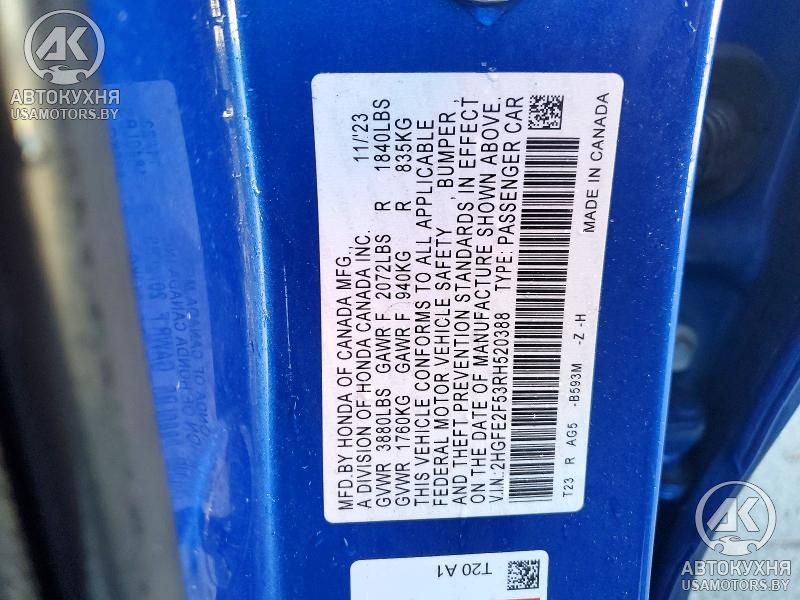 MFD.BY HONDA OF CANADA MFG.,
A DIVISION OF HONDA CANADA INC. 11/'23
GVWR 3880LBS GAWR F 2072LBS R 1840LBS
GVWR 1760KG GAWR F 940KG R 835KG
THIS VEHICLE CONFORMS TO ALL APPLICABLE
FEDERAL MOTOR VEHICLE SAFETY, BUMPER,
AND THEFT PREVENTION STANDARDS, IN EFFECT
ON THE DATE OF MANUFACTURE SHOWN ABOVE.
V.I.N.:2HGFE2F53RH520388 TYPE: PASSENGER CAR
T23 R AG5 -B593M -Z -H
MADE IN CANADA
T20 A1
АК
АВТОКУХНЯ
USAMOTORS.BY
АК
АВТОКУХНЯ
USAMOTORS.BY